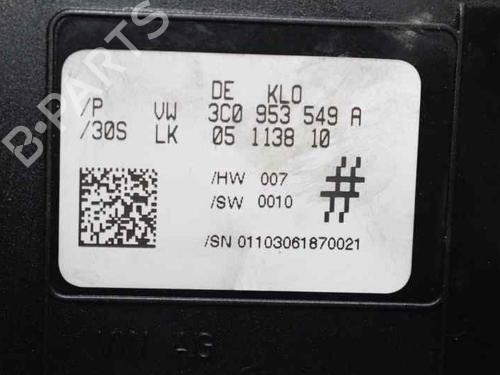 DE KLO
/P VW 3C0 953 549 A
/30S LK 05 1138 10
/HW 007
/SW 0010
#
/SN 01103061870021
B-PARTS